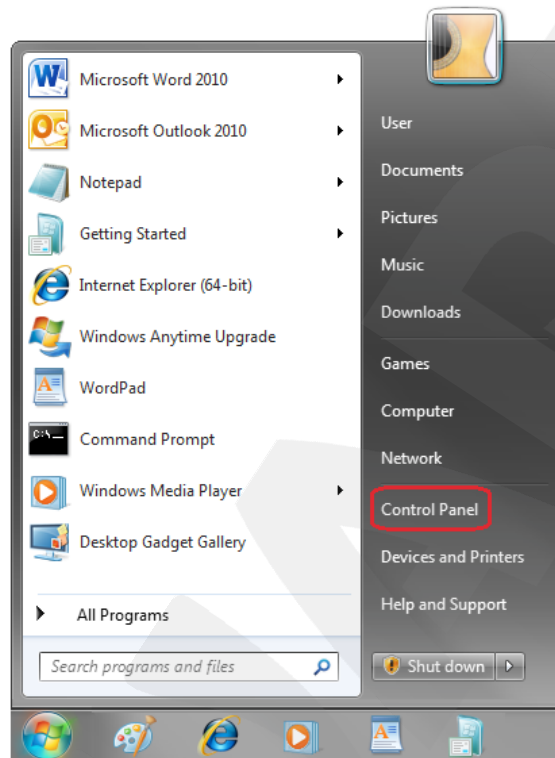 Microsoft Word 2010
Microsoft Outlook 2010
Notepad
Getting Started
Internet Explorer (64-bit)
Windows Anytime Upgrade
WordPad
C:\_
Command Prompt
Windows Media Player
Desktop Gadget Gallery
All Programs
Search programs and files
User
Documents
Pictures
Music
Downloads
Games
Computer
Network
Control Panel
Devices and Printers
Help and Support
Shut down